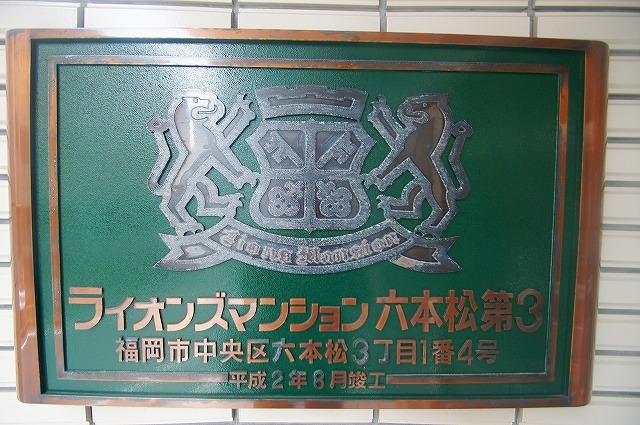 Lions Mansion
ライオンズマンション六本松第3
福岡市中央区六本松3丁目1番4号
平成2年8月竣工